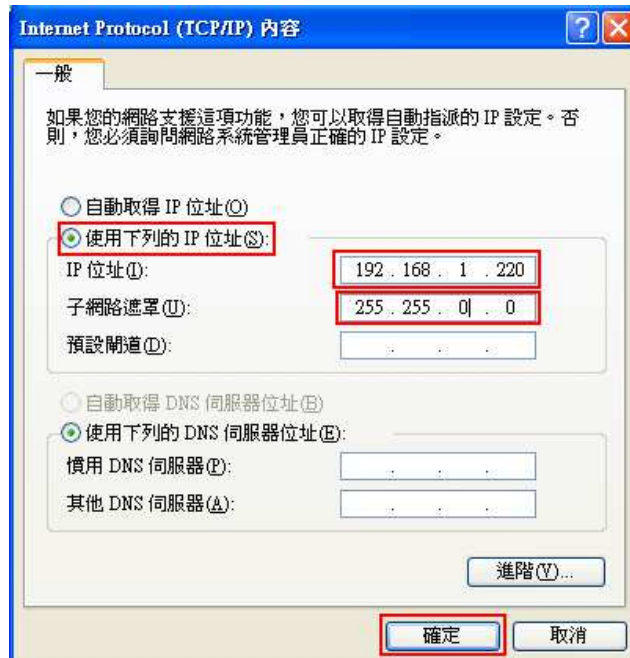 Internet Protocol (TCP/IP) 內容
一般
如果您的網路支援這項功能，您可以取得自動指派的 IP 設定。否
則，您必須詢問網路系統管理員正確的 IP 設定。
自動取得 IP 位址(O)
使用下列的 IP 位址(S):
IP 位址(I): 192 . 168 . 1 . 220
子網路遮罩(U): 255 . 255 . 0 . 0
預設閘道(D): . . .
自動取得 DNS 伺服器位址(B)
使用下列的 DNS 伺服器位址(E):
慣用 DNS 伺服器(P): . . .
其他 DNS 伺服器(A): . . .
進階(V)...
確定 取消